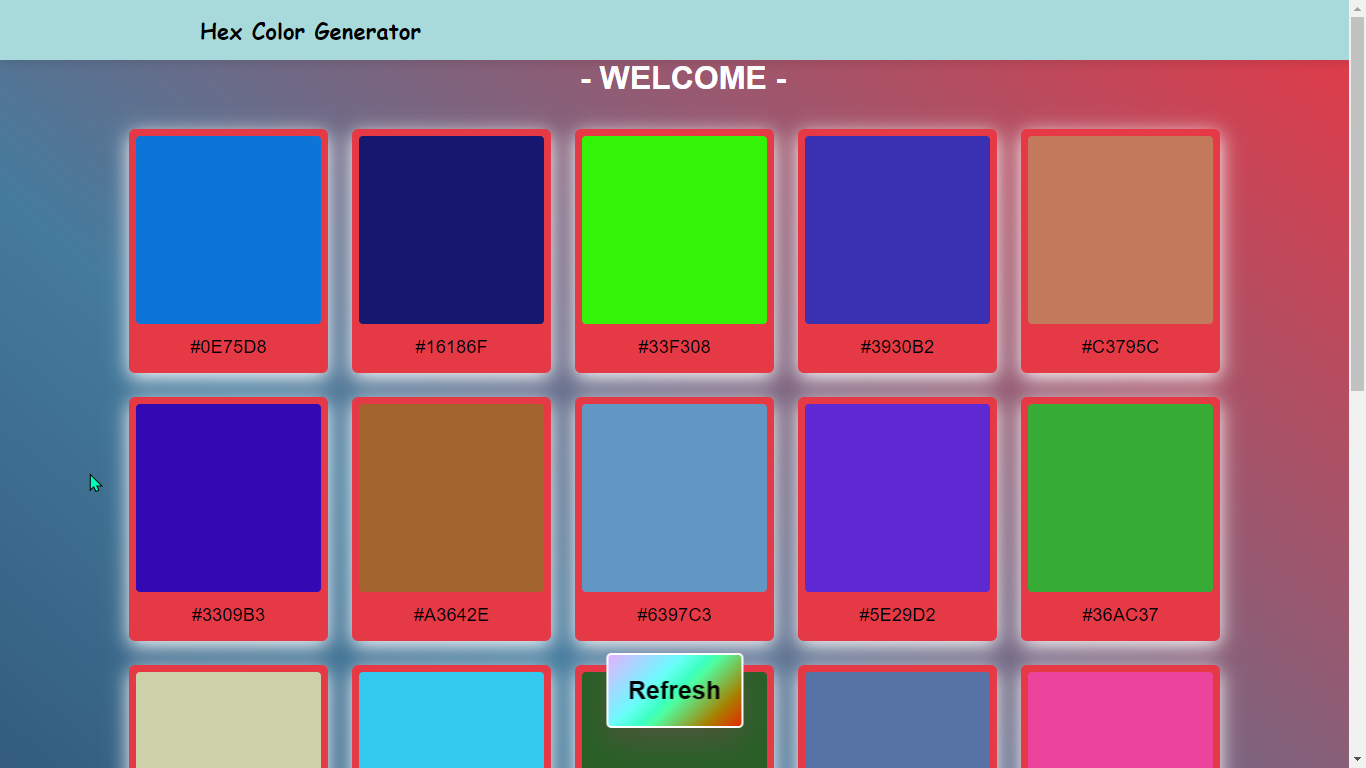 Hex Color Generator
- WELCOME -
#0E75D8
#16186F
#33F308
#3930B2
#C3795C
#3309B3
#A3642E
#6397C3
#5E29D2
#36AC37
Refresh